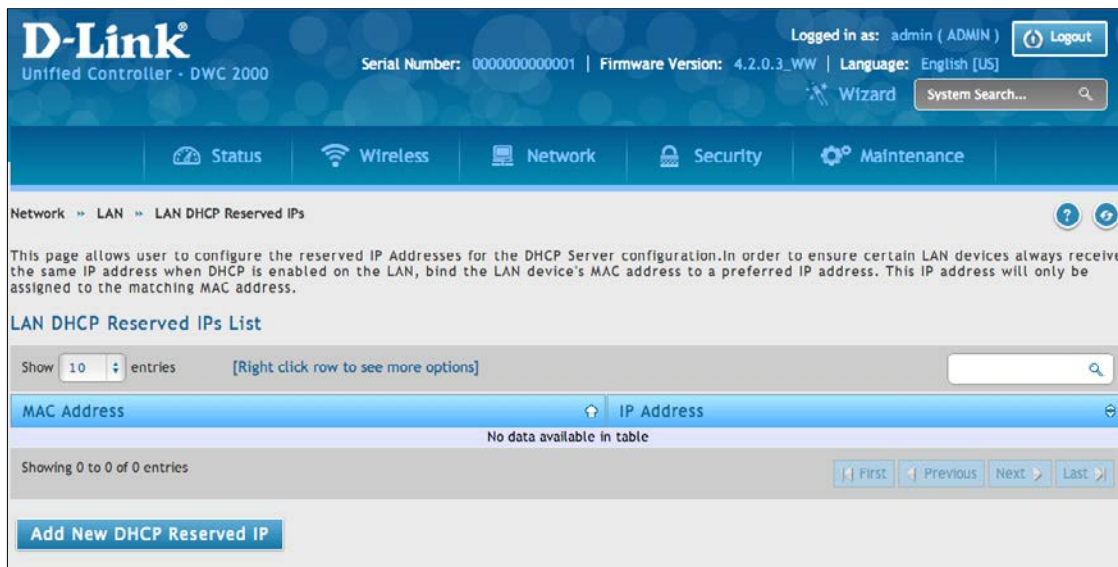 D-Link®
Unified Controller - DWC 2000
Logged in as: admin ( ADMIN ) Logout
Serial Number: 0000000000001 | Firmware Version: 4.2.0.3_WW | Language: English [US]
Wizard System Search...
Status Wireless Network Security Maintenance
Network » LAN » LAN DHCP Reserved IPs ?
This page allows user to configure the reserved IP Addresses for the DHCP Server configuration.In order to ensure certain LAN devices always receive
the same IP address when DHCP is enabled on the LAN, bind the LAN device's MAC address to a preferred IP address. This IP address will only be
assigned to the matching MAC address.
LAN DHCP Reserved IPs List
Show 10 entries [Right click row to see more options]
MAC Address IP Address
No data available in table
Showing 0 to 0 of 0 entries First Previous Next Last
Add New DHCP Reserved IP